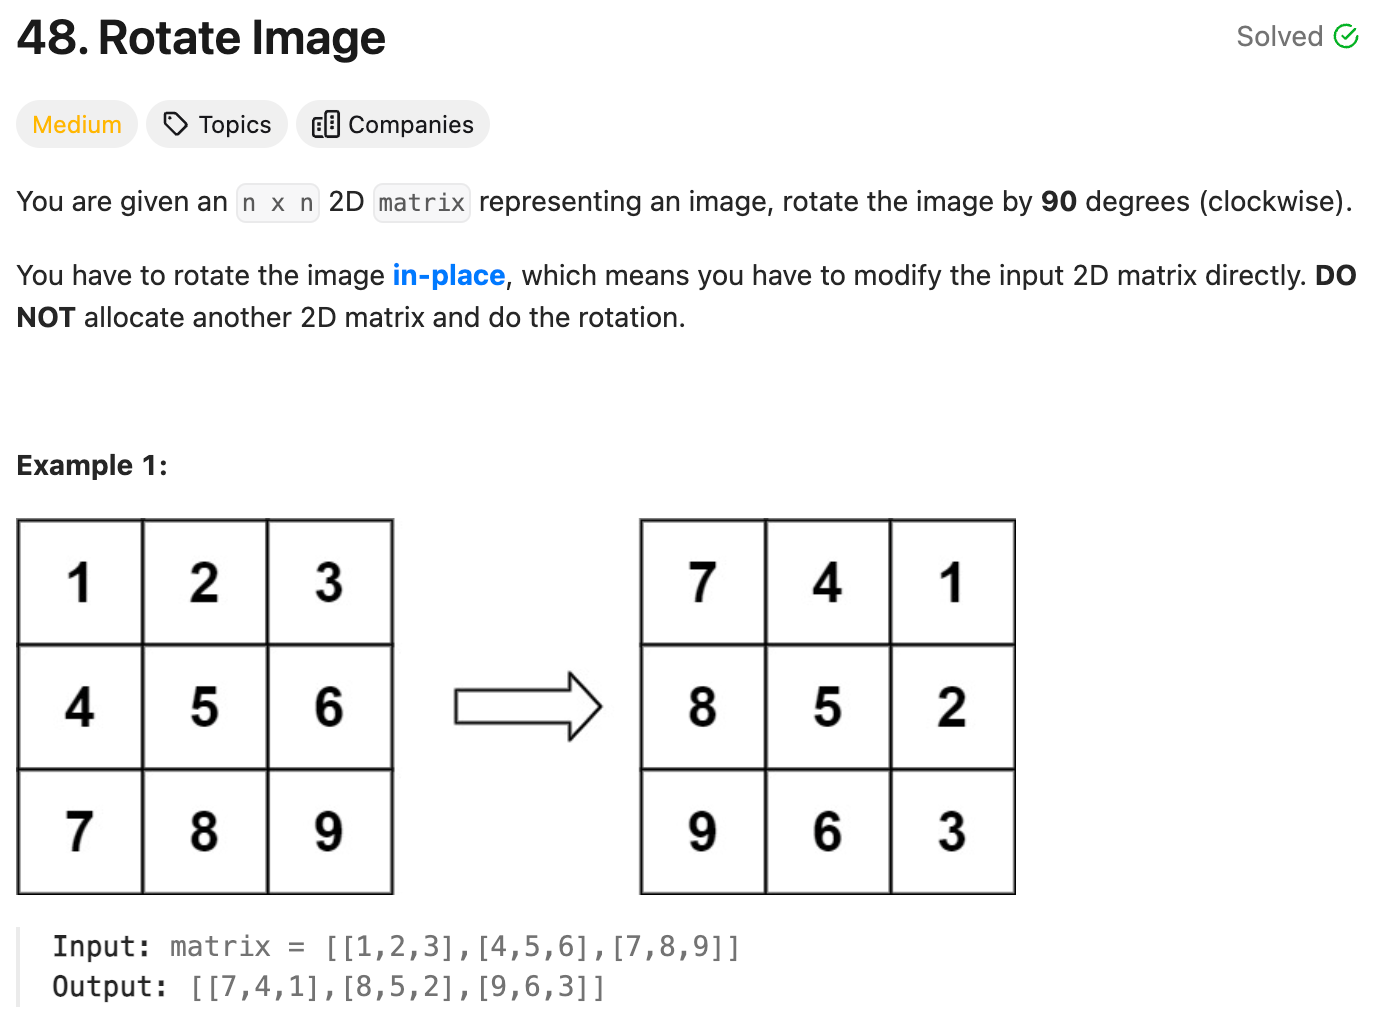 48. Rotate Image
Solved
Medium
Topics
Companies
You are given an n x n 2D matrix representing an image, rotate the image by 90 degrees (clockwise).
You have to rotate the image in-place, which means you have to modify the input 2D matrix directly. DO
NOT allocate another 2D matrix and do the rotation.
Example 1:
1 2 3 7 4 1
4 5 6 8 5 2
7 8 9 9 6 3
Input: matrix = [[1,2,3],[4,5,6],[7,8,9]]
Output: [[7,4,1],[8,5,2],[9,6,3]]